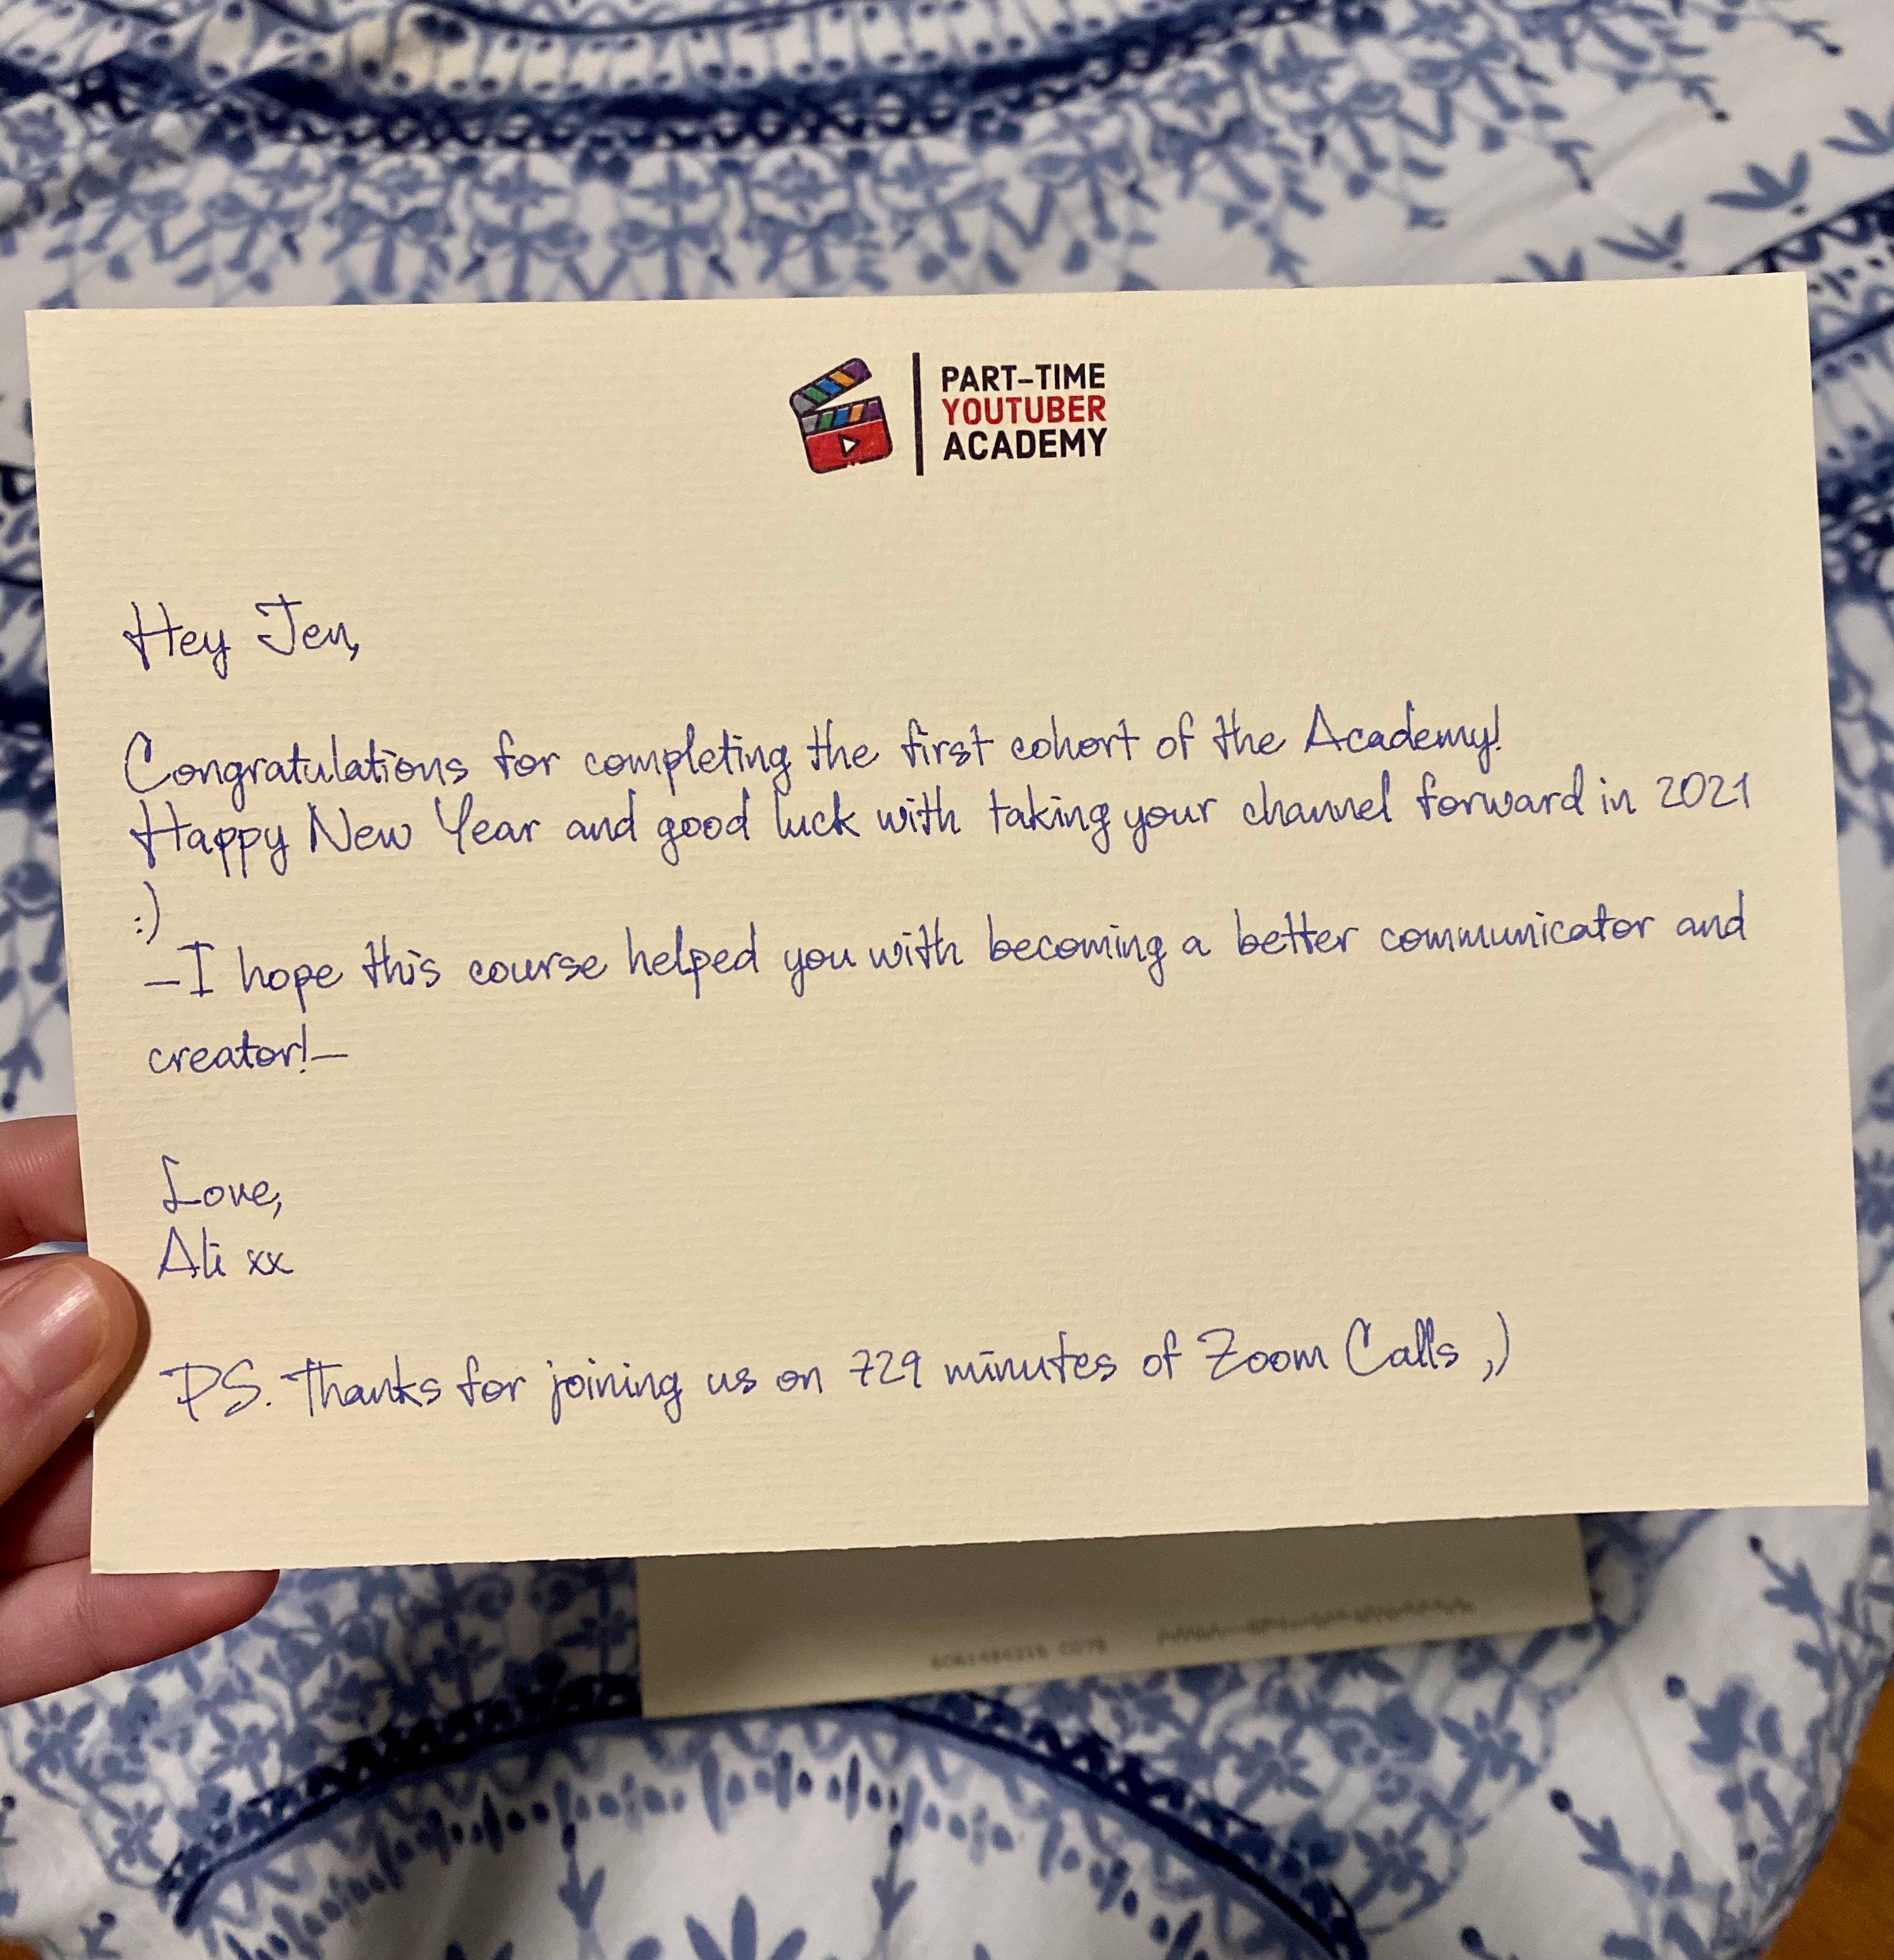 PART-TIME
YOUTUBER
ACADEMY
Hey Jen,
Congratulations for completing the first cohort of the Academy!
Happy New Year and good luck with taking your channel forward in 2021
:)
—I hope this course helped you with becoming a better communicator and
creator!—
Love,
Ali xx
PS. Thanks for joining us on 729 minutes of Zoom Calls ;)